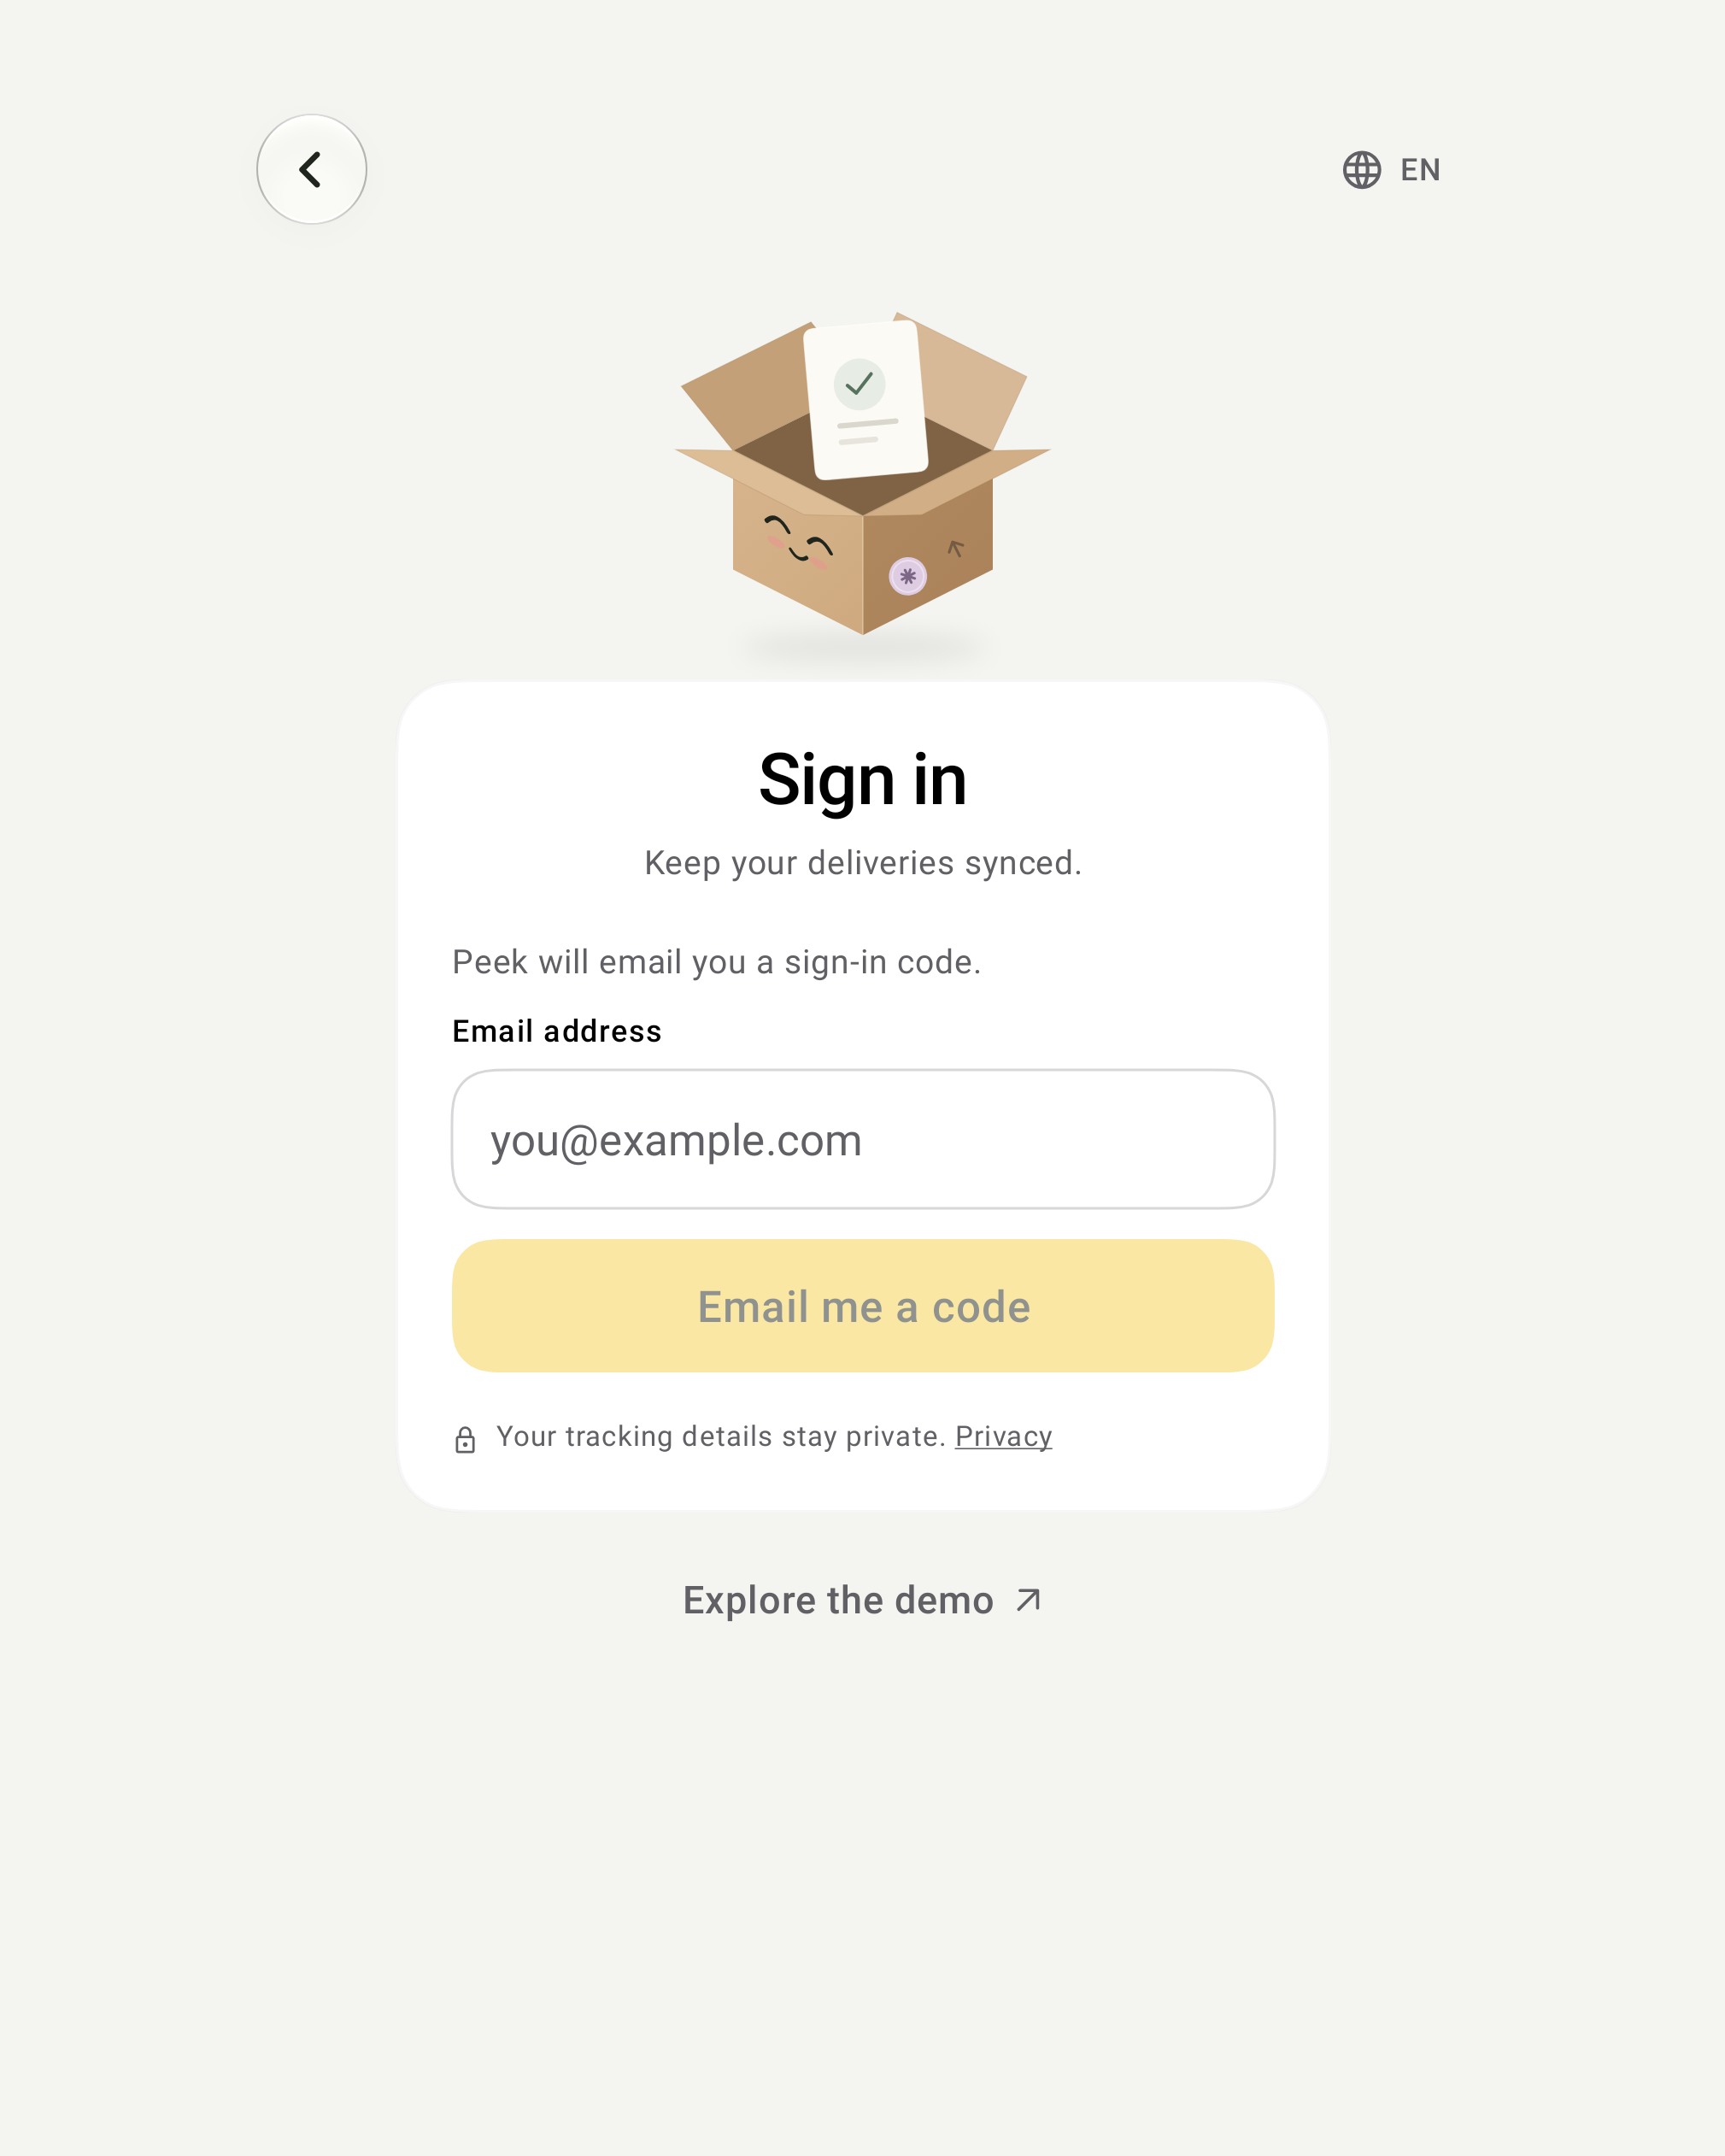 EN
Sign in
Keep your deliveries synced.
Peek will email you a sign-in code.
Email address
you@example.com
Email me a code
Your tracking details stay private. Privacy
Explore the demo